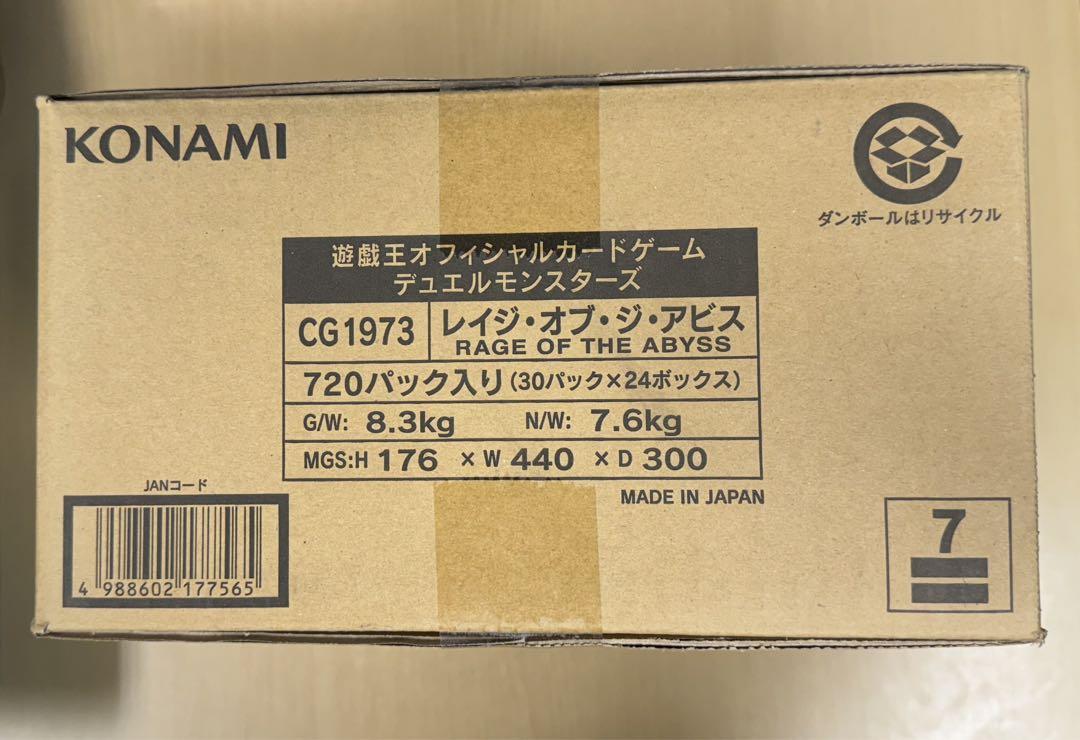 KONAMI
ダンボールはリサイクル
遊戯王オフィシャルカードゲーム
デュエルモンスターズ
CG1973
レイジ・オブ・ジ・アビス
RAGE OF THE ABYSS
720パック入り(30パック×24ボックス)
G/W: 8.3kg N/W: 7.6kg
MGS:H 176 ×W 440 ×D 300
MADE IN JAPAN
JANコード
4 988602 177565
7